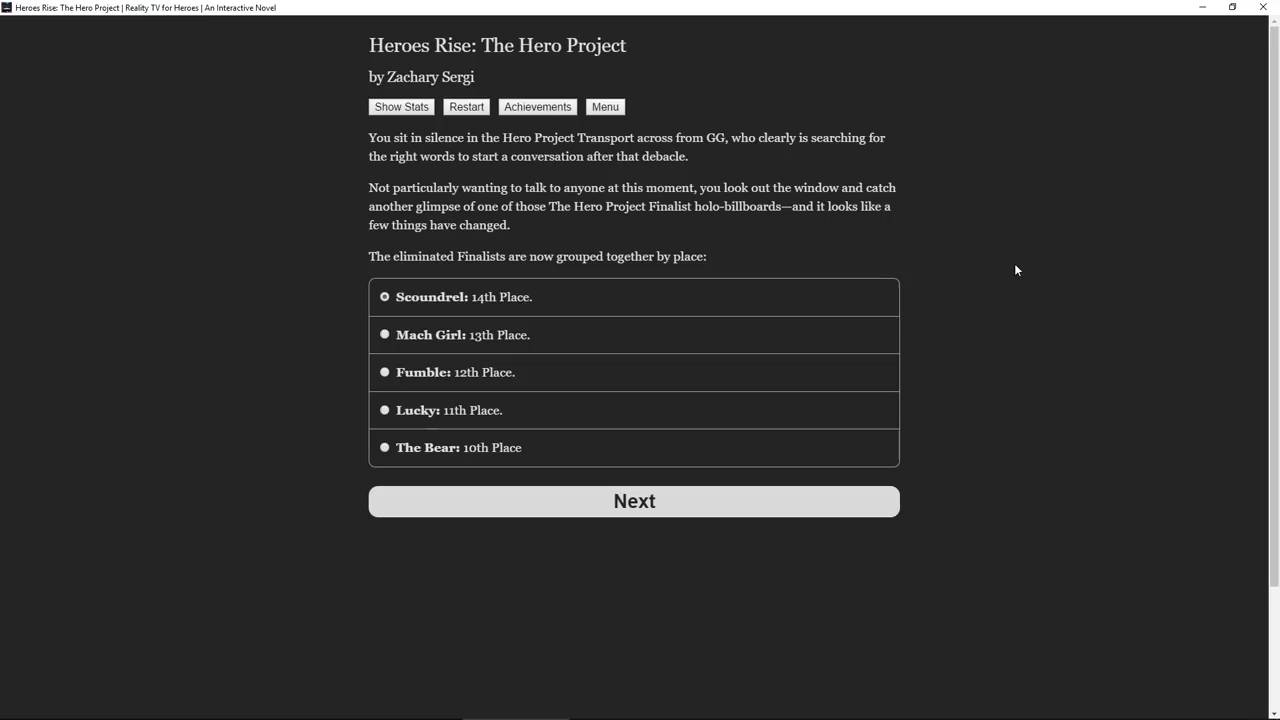 Heroes Rise: The Hero Project | Reality TV for Heroes | An Interactive Novel
Heroes Rise: The Hero Project
by Zachary Sergi
Show Stats Restart Achievements Menu
You sit in silence in the Hero Project Transport across from GG, who clearly is searching for
the right words to start a conversation after that debacle.
Not particularly wanting to talk to anyone at this moment, you look out the window and catch
another glimpse of one of those The Hero Project Finalist holo-billboards—and it looks like a
few things have changed.
The eliminated Finalists are now grouped together by place:
Scoundrel: 14th Place.
Mach Girl: 13th Place.
Fumble: 12th Place.
Lucky: 11th Place.
The Bear: 10th Place
Next